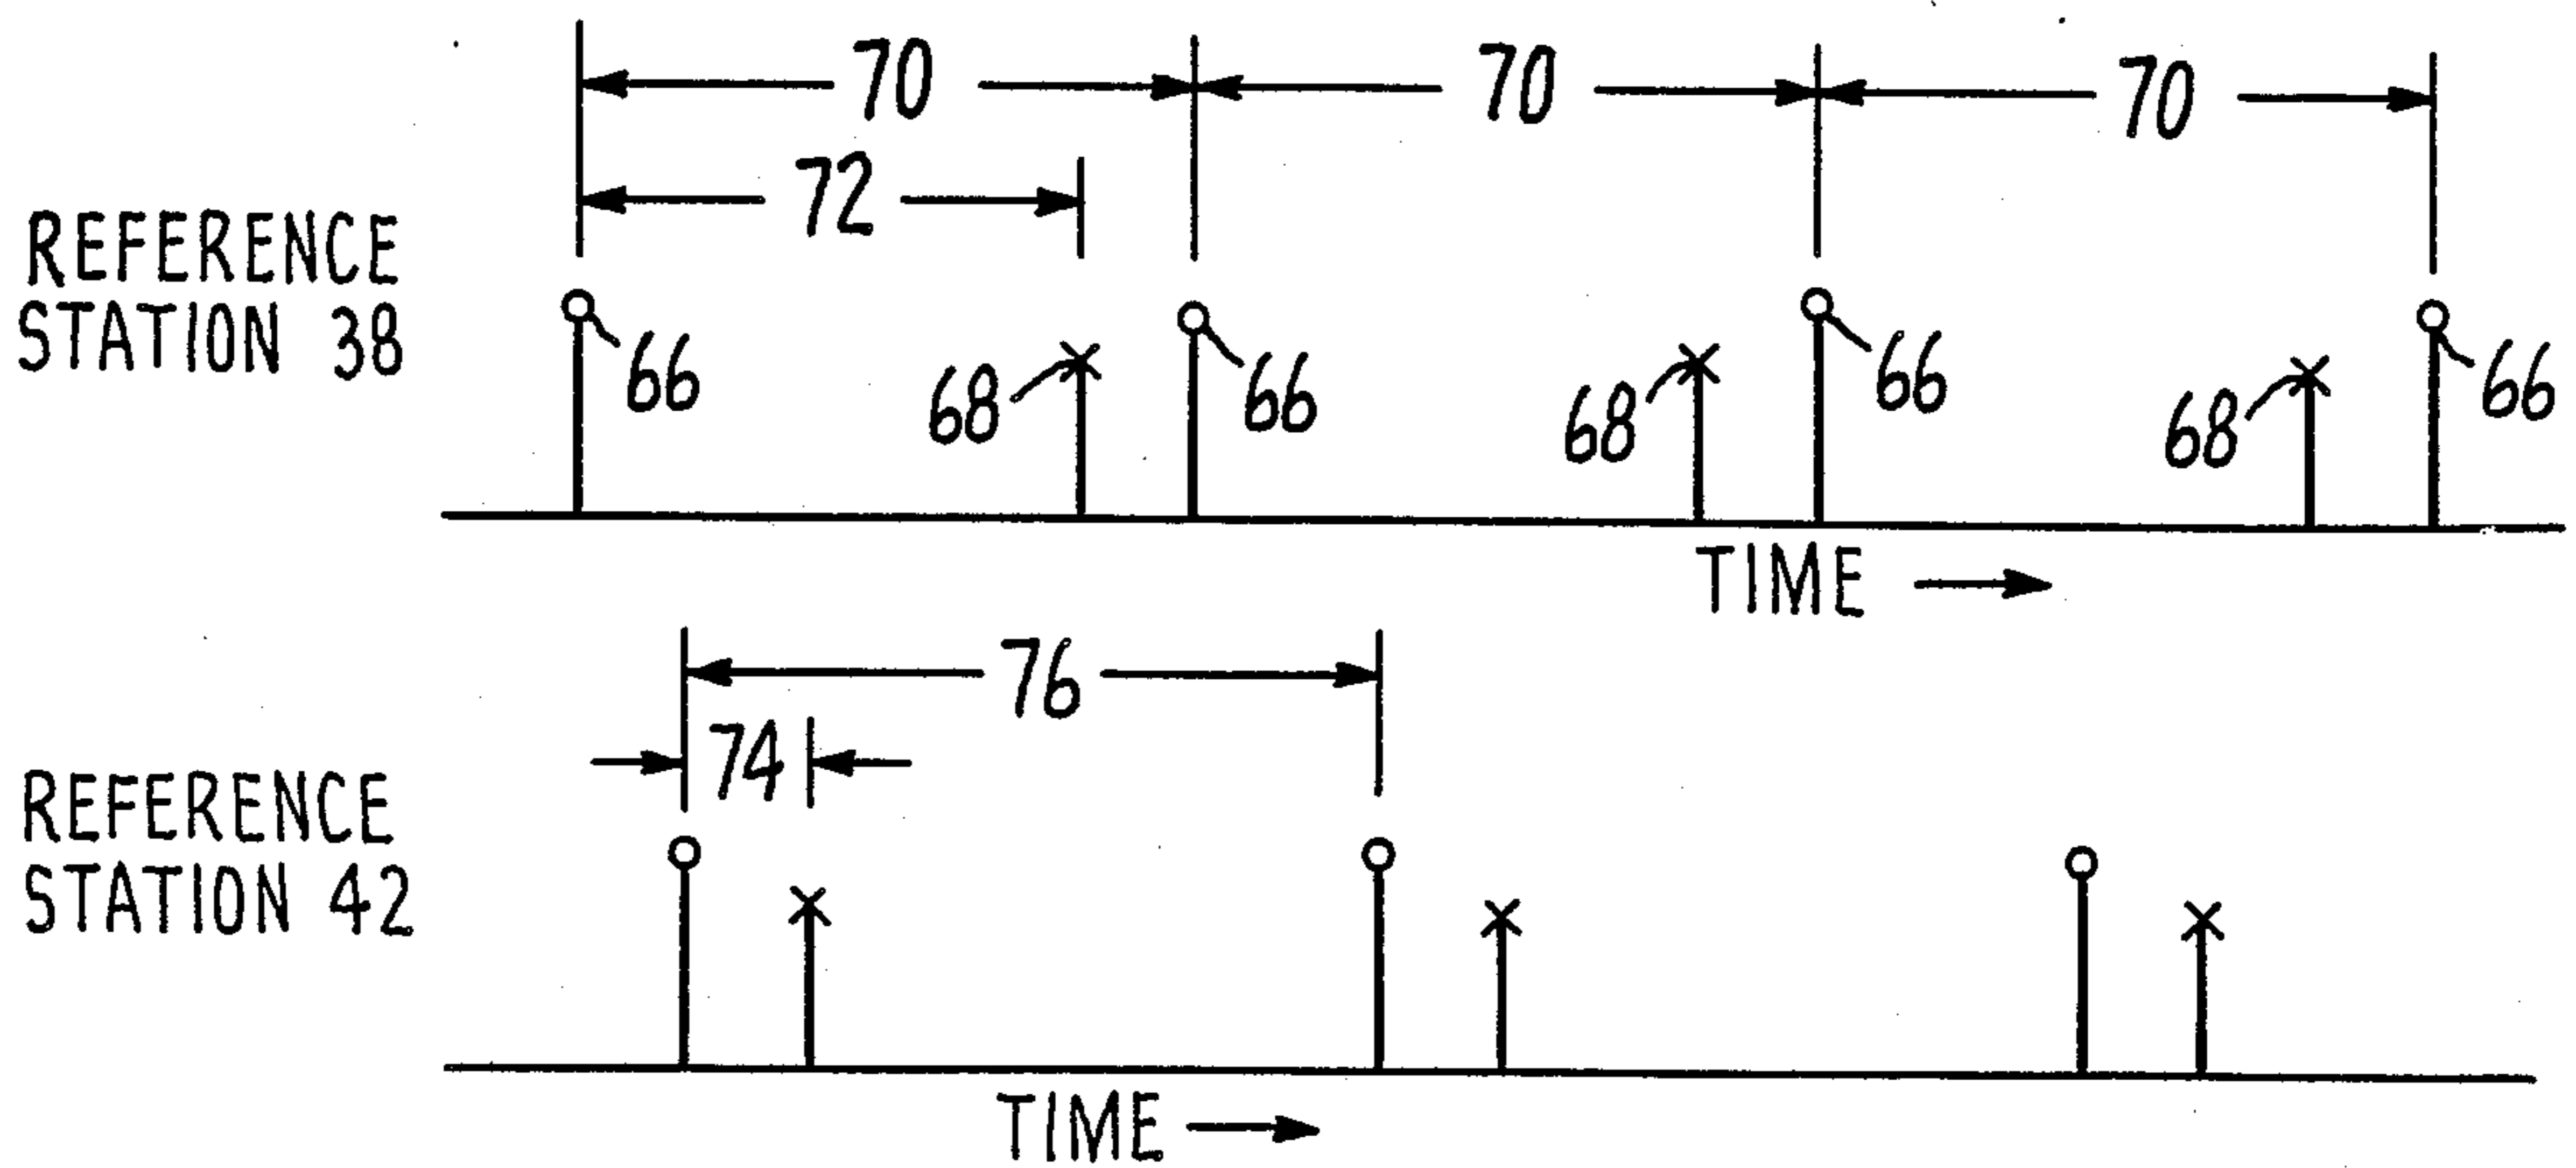 70 70 70
72
REFERENCE
STATION 38
66 68 66 68 66 68 66
TIME
76
74
REFERENCE
STATION 42
TIME